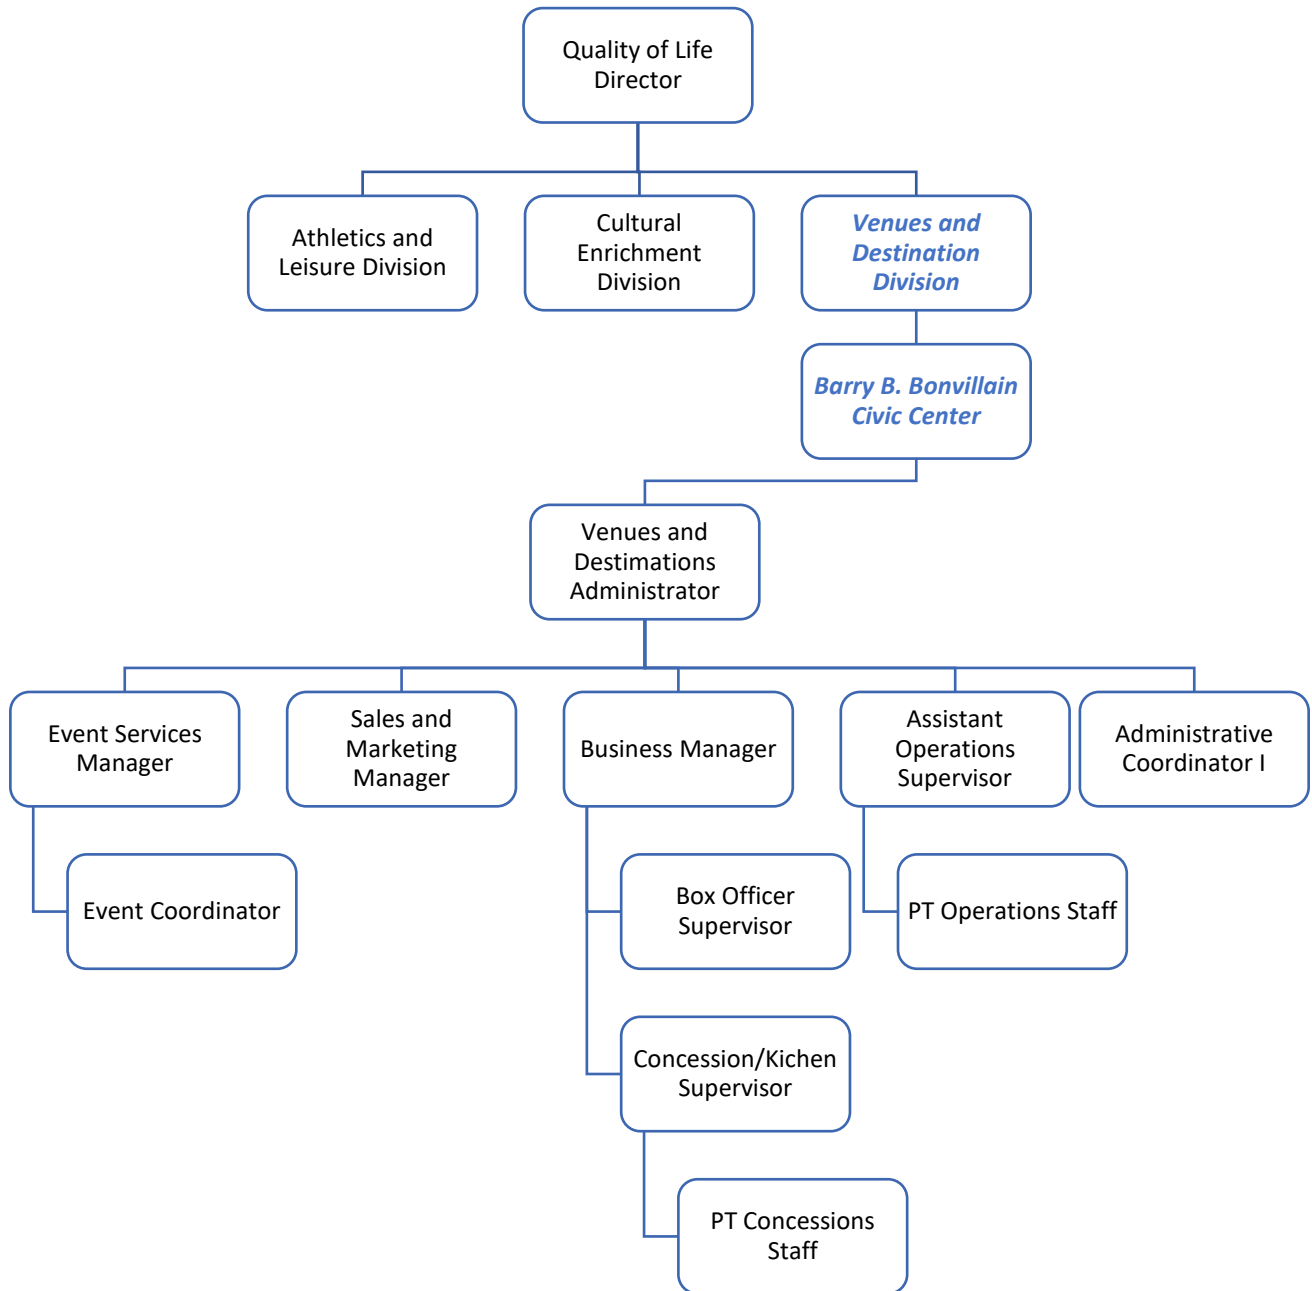 Quality of Life
Director
Athletics and
Leisure Division
Cultural
Enrichment
Division
Venues and
Destination
Division
Barry B. Bonvillain
Civic Center
Venues and
Destimations
Administrator
Event Services
Manager
Sales and
Marketing
Manager
Business Manager
Assistant
Operations
Supervisor
Administrative
Coordinator I
Event Coordinator
Box Officer
Supervisor
PT Operations Staff
Concession/Kichen
Supervisor
PT Concessions
Staff